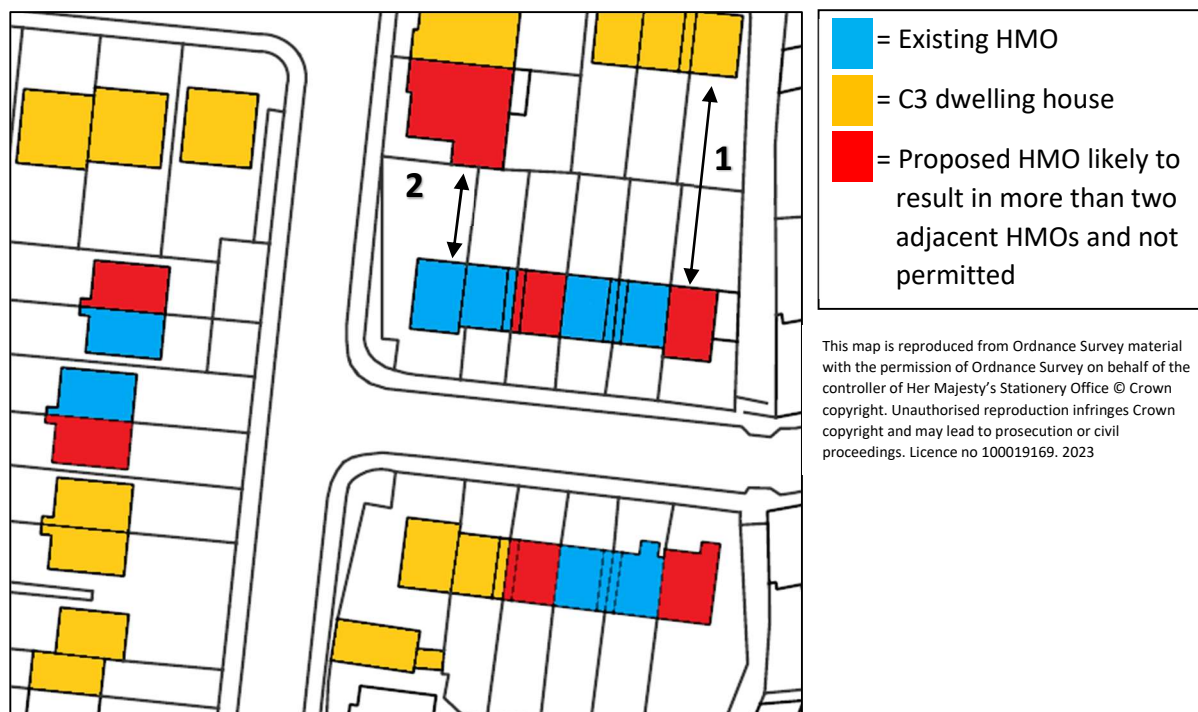 1
2
= Existing HMO
= C3 dwelling house
= Proposed HMO likely to
result in more than two
adjacent HMOs and not
permitted
This map is reproduced from Ordnance Survey material
with the permission of Ordnance Survey on behalf of the
controller of Her Majesty's Stationery Office © Crown
copyright. Unauthorised reproduction infringes Crown
copyright and may lead to prosecution or civil
proceedings. Licence no 100019169. 2023